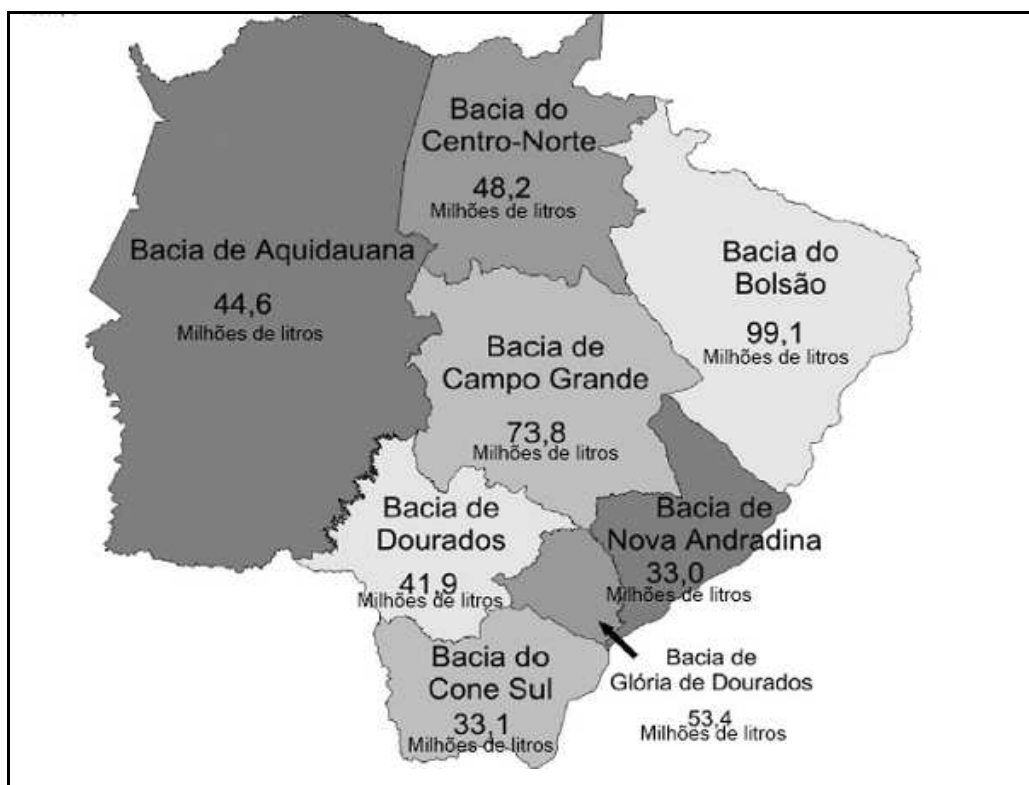 Bacia do
Centro-Norte
48,2
Milhões de litros
Bacia de Aquidauana
44,6
Milhões de litros
Bacia do
Bolsão
99,1
Milhões de litros
Bacia de
Campo Grande
73,8
Milhões de litros
Bacia de
Dourados
41,9
Milhões de litros
Bacia de
Nova Andradina
33,0
Milhões de litros
Bacia do
Cone Sul
33,1
Milhões de litros
Bacia de
Glória de Dourados
53,4
Milhões de litros